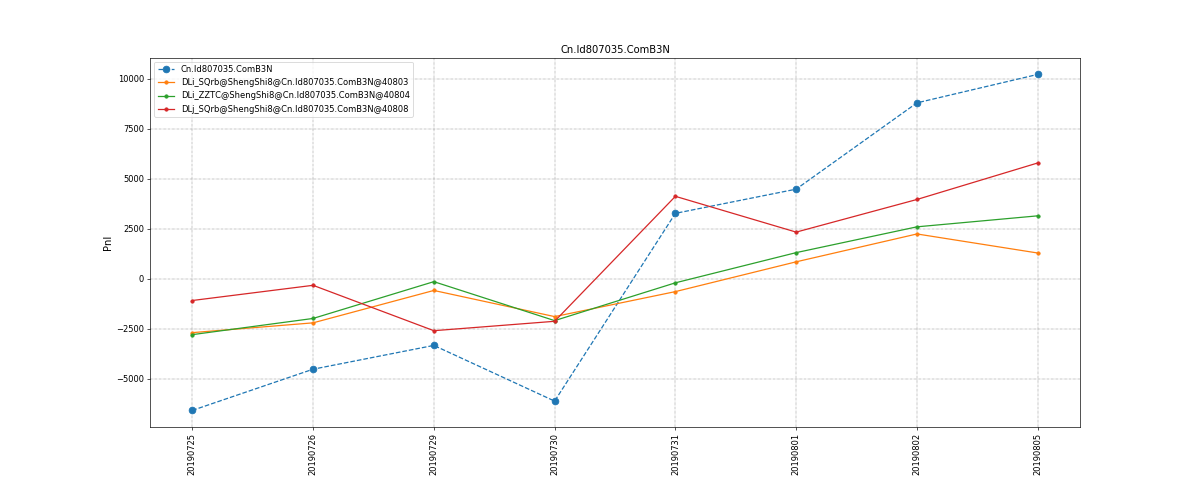 Cn.Id807035.ComB3N
Cn.Id807035.ComB3N
DLi_SQrb@ShengShi8@Cn.Id807035.ComB3N@40803
DLi_ZZTC@ShengShi8@Cn.Id807035.ComB3N@40804
DLj_SQrb@ShengShi8@Cn.Id807035.ComB3N@40808
10000
7500
5000
2500
0
−2500
−5000
Pnl
20190725
20190726
20190729
20190730
20190731
20190801
20190802
20190805